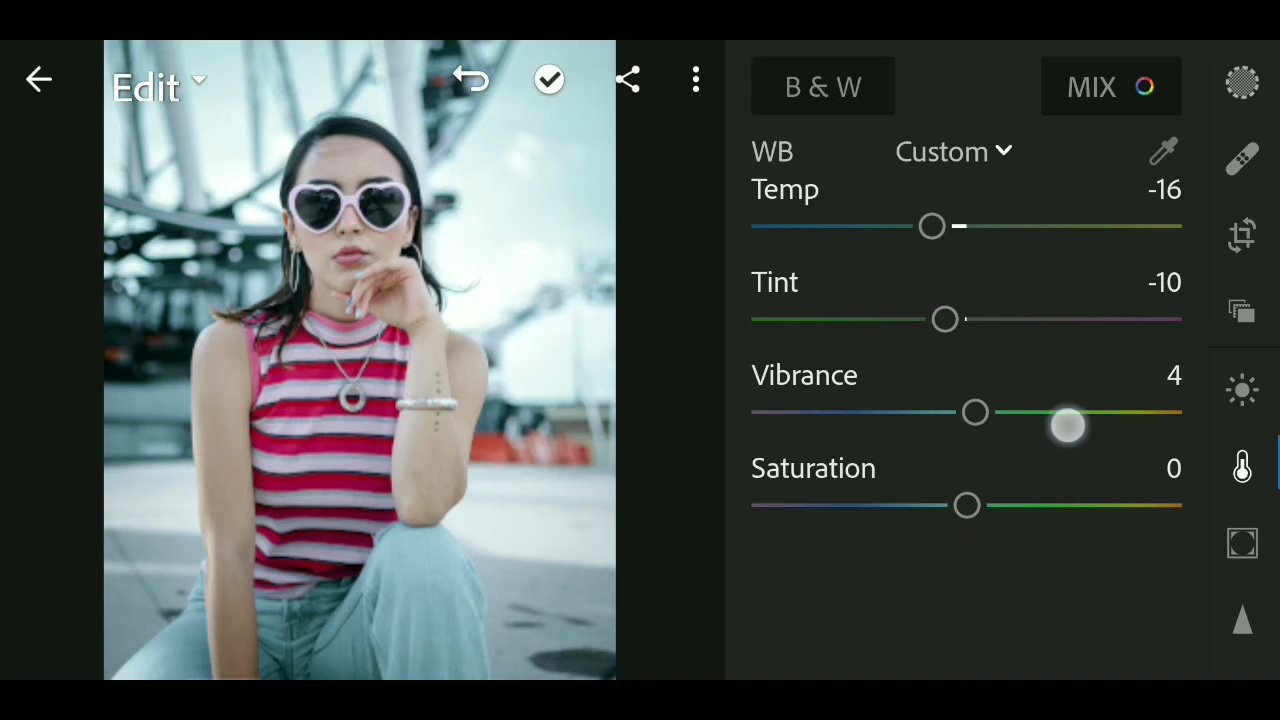 Edit
B & W
MIX
WB
Custom
Temp
-16
Tint
-10
Vibrance
4
Saturation
0